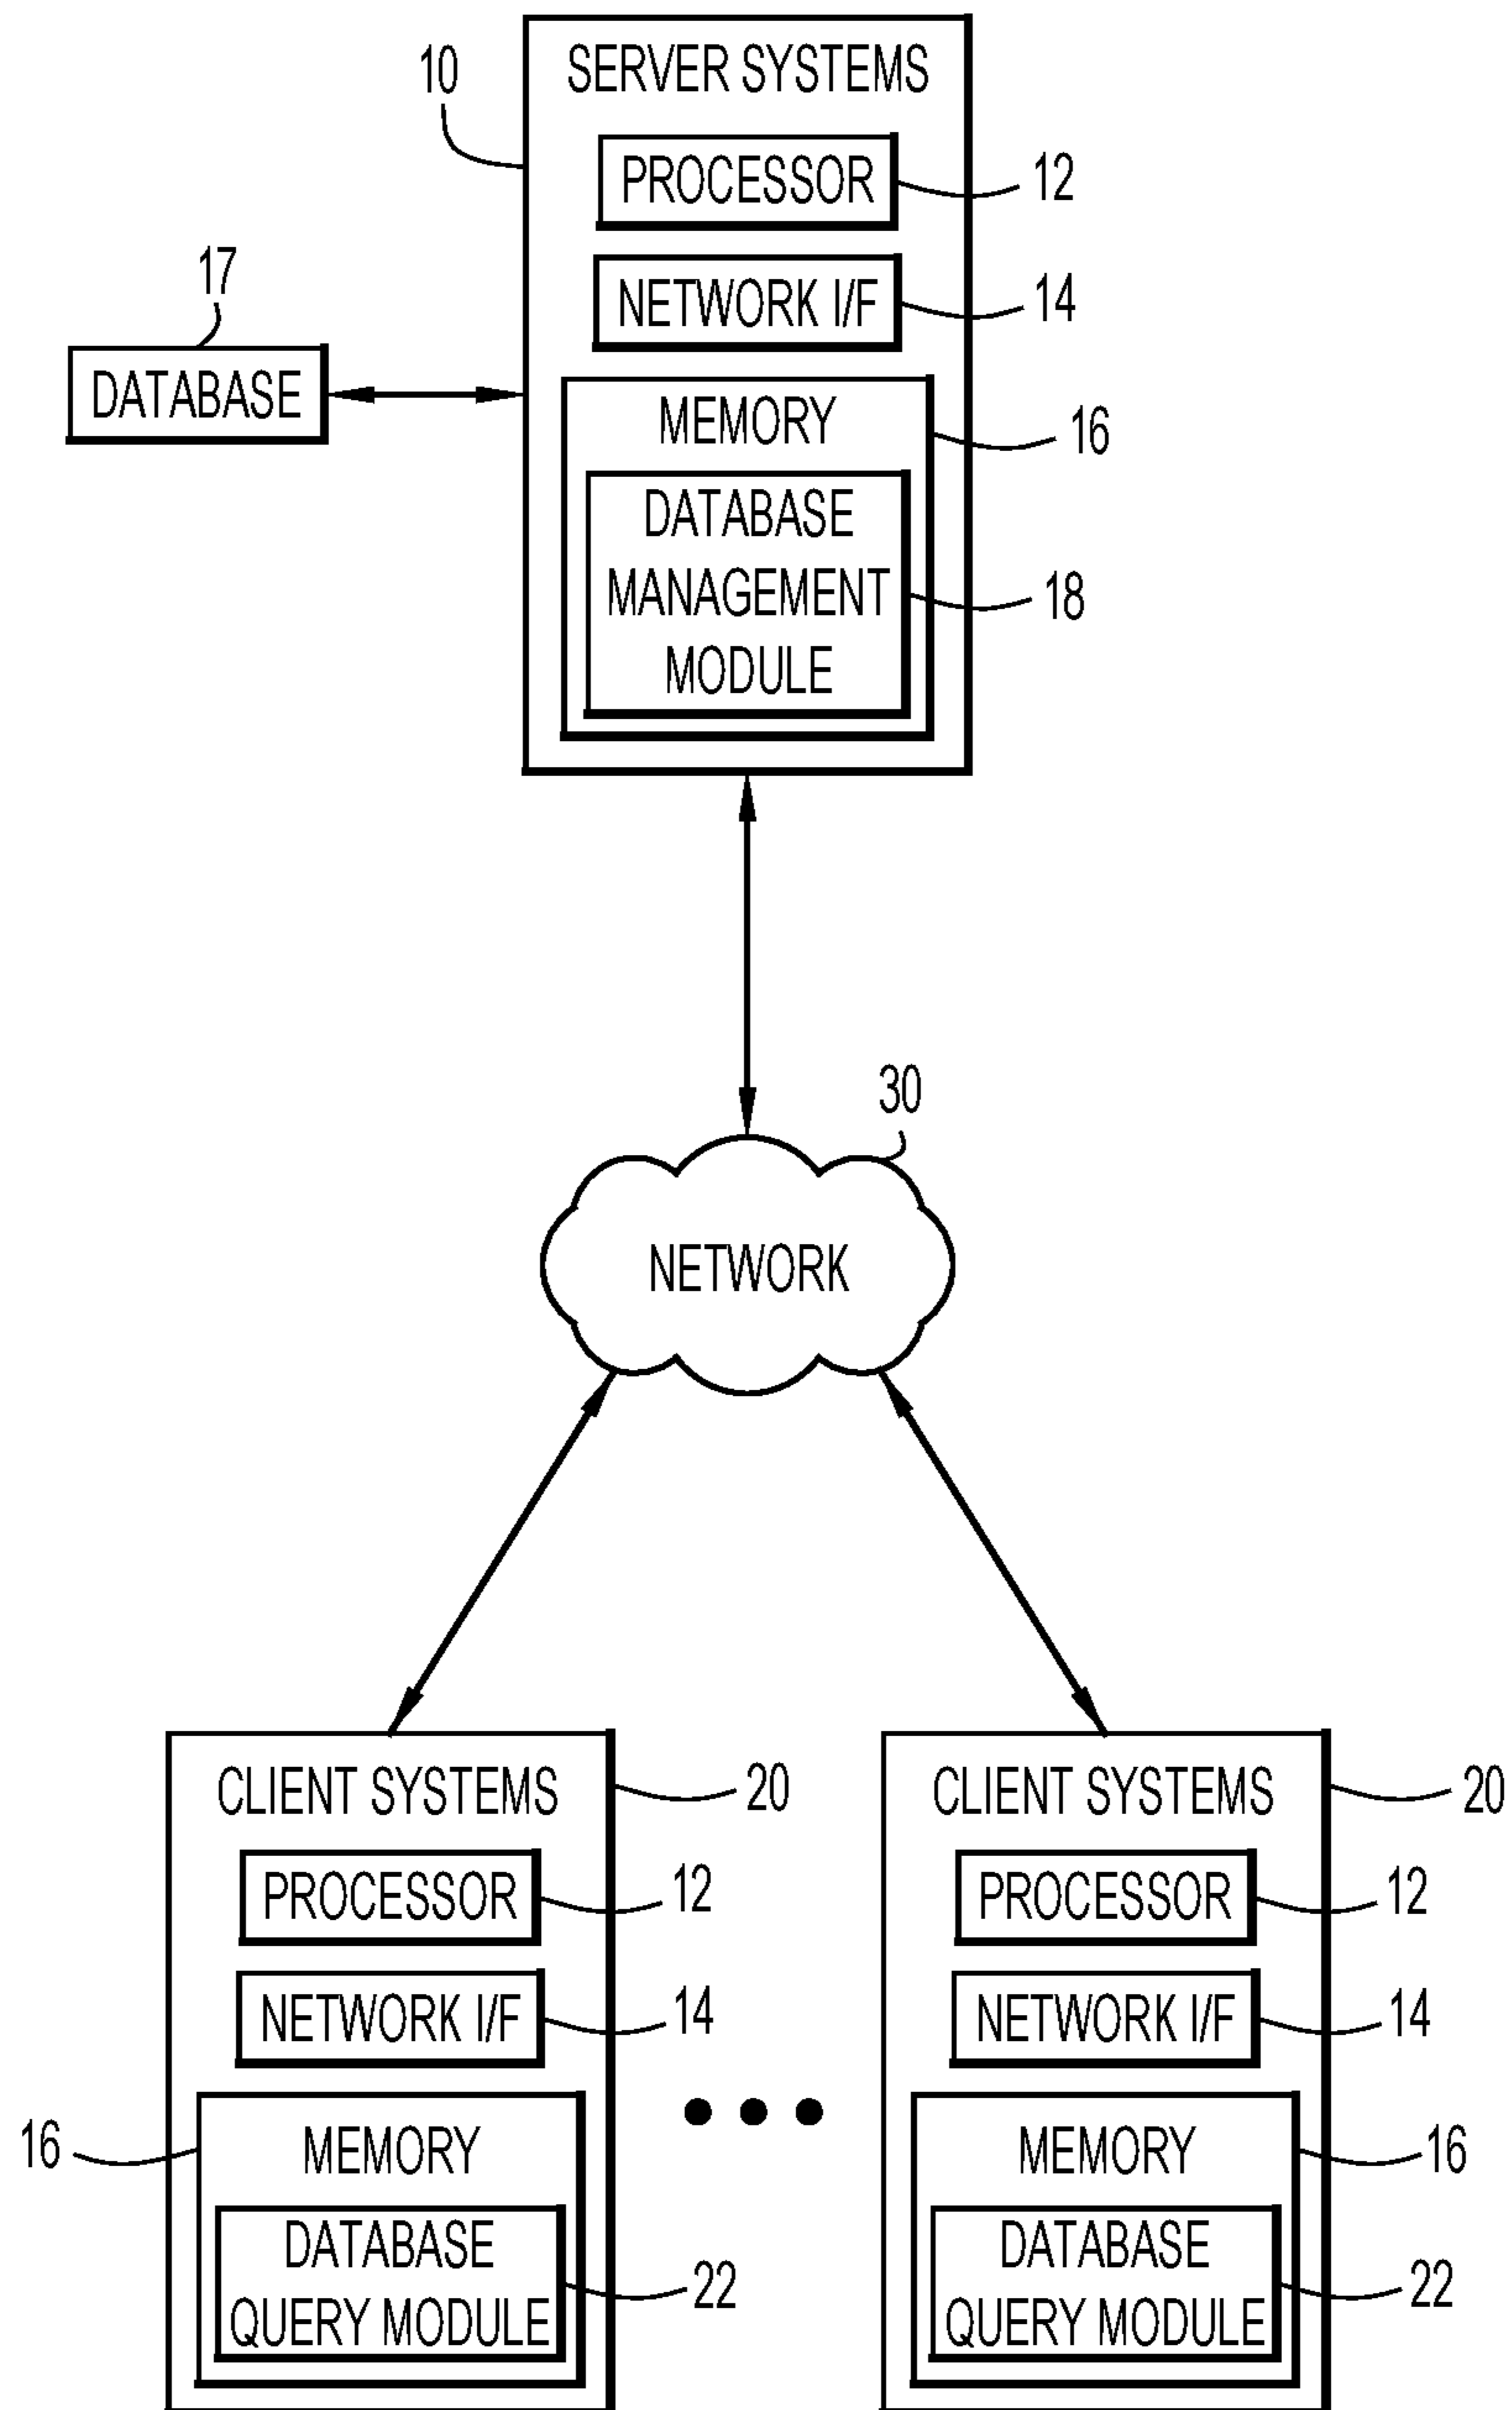 10
SERVER SYSTEMS
PROCESSOR
12
NETWORK I/F
14
17
DATABASE
MEMORY
16
DATABASE
MANAGEMENT
MODULE
18
30
NETWORK
CLIENT SYSTEMS
20
PROCESSOR
12
NETWORK I/F
14
16
MEMORY
DATABASE
QUERY MODULE
22
CLIENT SYSTEMS
20
PROCESSOR
12
NETWORK I/F
14
MEMORY
16
DATABASE
QUERY MODULE
22